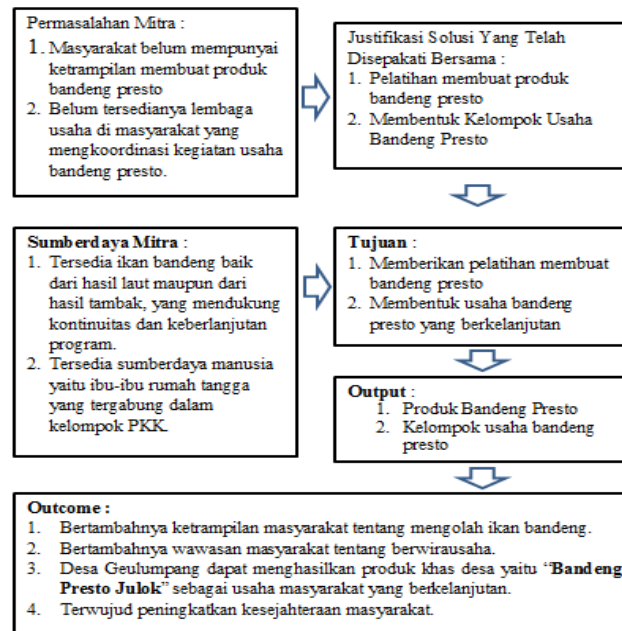 Permasalahan Mitra :
1. Masyarakat belum mempunyai
ketrampilan membuat produk
bandeng presto
2. Belum tersedianya lembaga
usaha di masyarakat yang
mengkoordinasi kegiatan usaha
bandeng presto.
Justifikasi Solusi Yang Telah
Disepakati Bersama :
1. Pelatihan membuat produk
bandeng presto
2. Membentuk Kelompok Usaha
Bandeng Presto
Sumberdaya Mitra :
1. Tersedia ikan bandeng baik
dari hasil laut maupun dari
hasil tambak, yang mendukung
kontinuitas dan keberlanjutan
program.
2. Tersedia sumberdaya manusia
yaitu ibu-ibu rumah tangga
yang tergabung dalam
kelompok PKK.
Tujuan :
1. Memberikan pelatihan membuat
bandeng presto
2. Membentuk usaha bandeng
presto yang berkelanjutan
Output :
1. Produk Bandeng Presto
2. Kelompok usaha bandeng
presto
Outcome :
1. Bertambahnya ketrampilan masyarakat tentang mengolah ikan bandeng.
2. Bertambahnya wawasan masyarakat tentang berwirausaha.
3. Desa Geulumpang dapat menghasilkan produk khas desa yaitu “Bandeng
Presto Julok” sebagai usaha masyarakat yang berkelanjutan.
4. Terwujud peningkatkan kesejahteraan masyarakat.